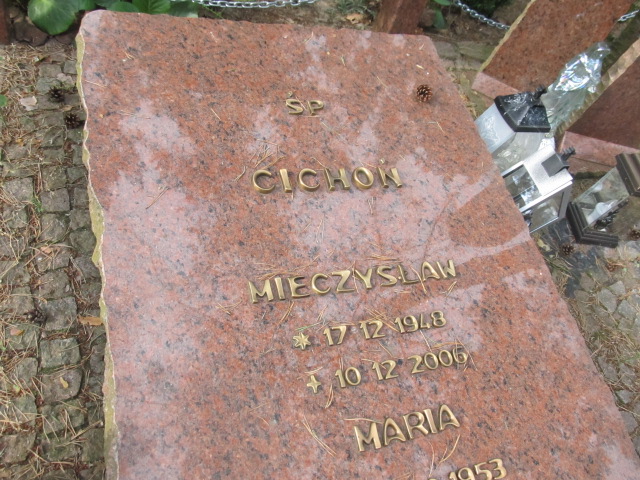 ŚP
CICHOŃ
MIECZYSŁAW
* 17 12 1948
+ 10 12 2006
MARIA
1953